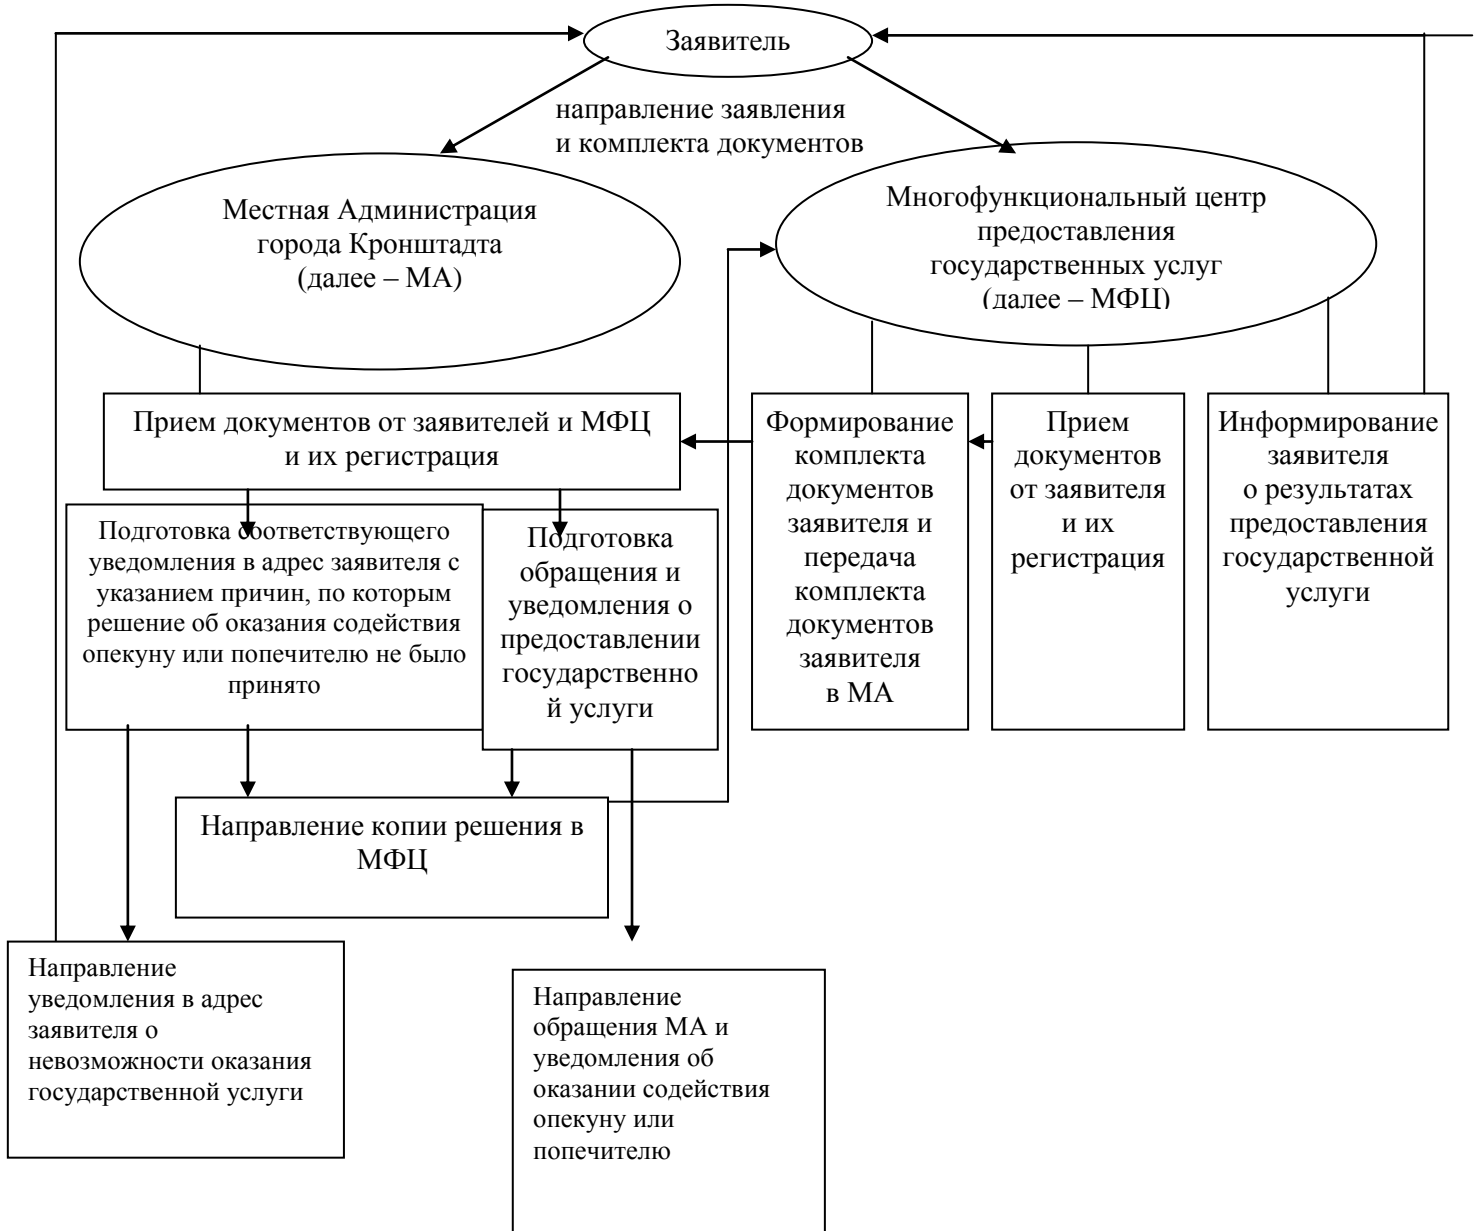 Заявитель
направление заявления
и комплекта документов
Местная Администрация
города Кронштадта
(далее – МА)
Многофункциональный центр
предоставления
государственных услуг
(далее – МФЦ)
Прием документов от заявителей и МФЦ
и их регистрация
Формирование
комплекта
документов
заявителя и
передача
комплекта
документов
заявителя
в МА
Прием
документов
от заявителя
и их
регистрация
Информирование
заявителя
о результатах
предоставления
государственной
услуги
Подготовка соответствующего
уведомления в адрес заявителя с
указанием причин, по которым
решение об оказания содействия
опекуну или попечителю не было
принято
Подготовка
обращения и
уведомления о
предоставлении
государственно
й услуги
Направление копии решения в
МФЦ
Направление
уведомления в адрес
заявителя о
невозможности оказания
государственной услуги
Направление
обращения МА и
уведомления об
оказании содействия
опекуну или
попечителю